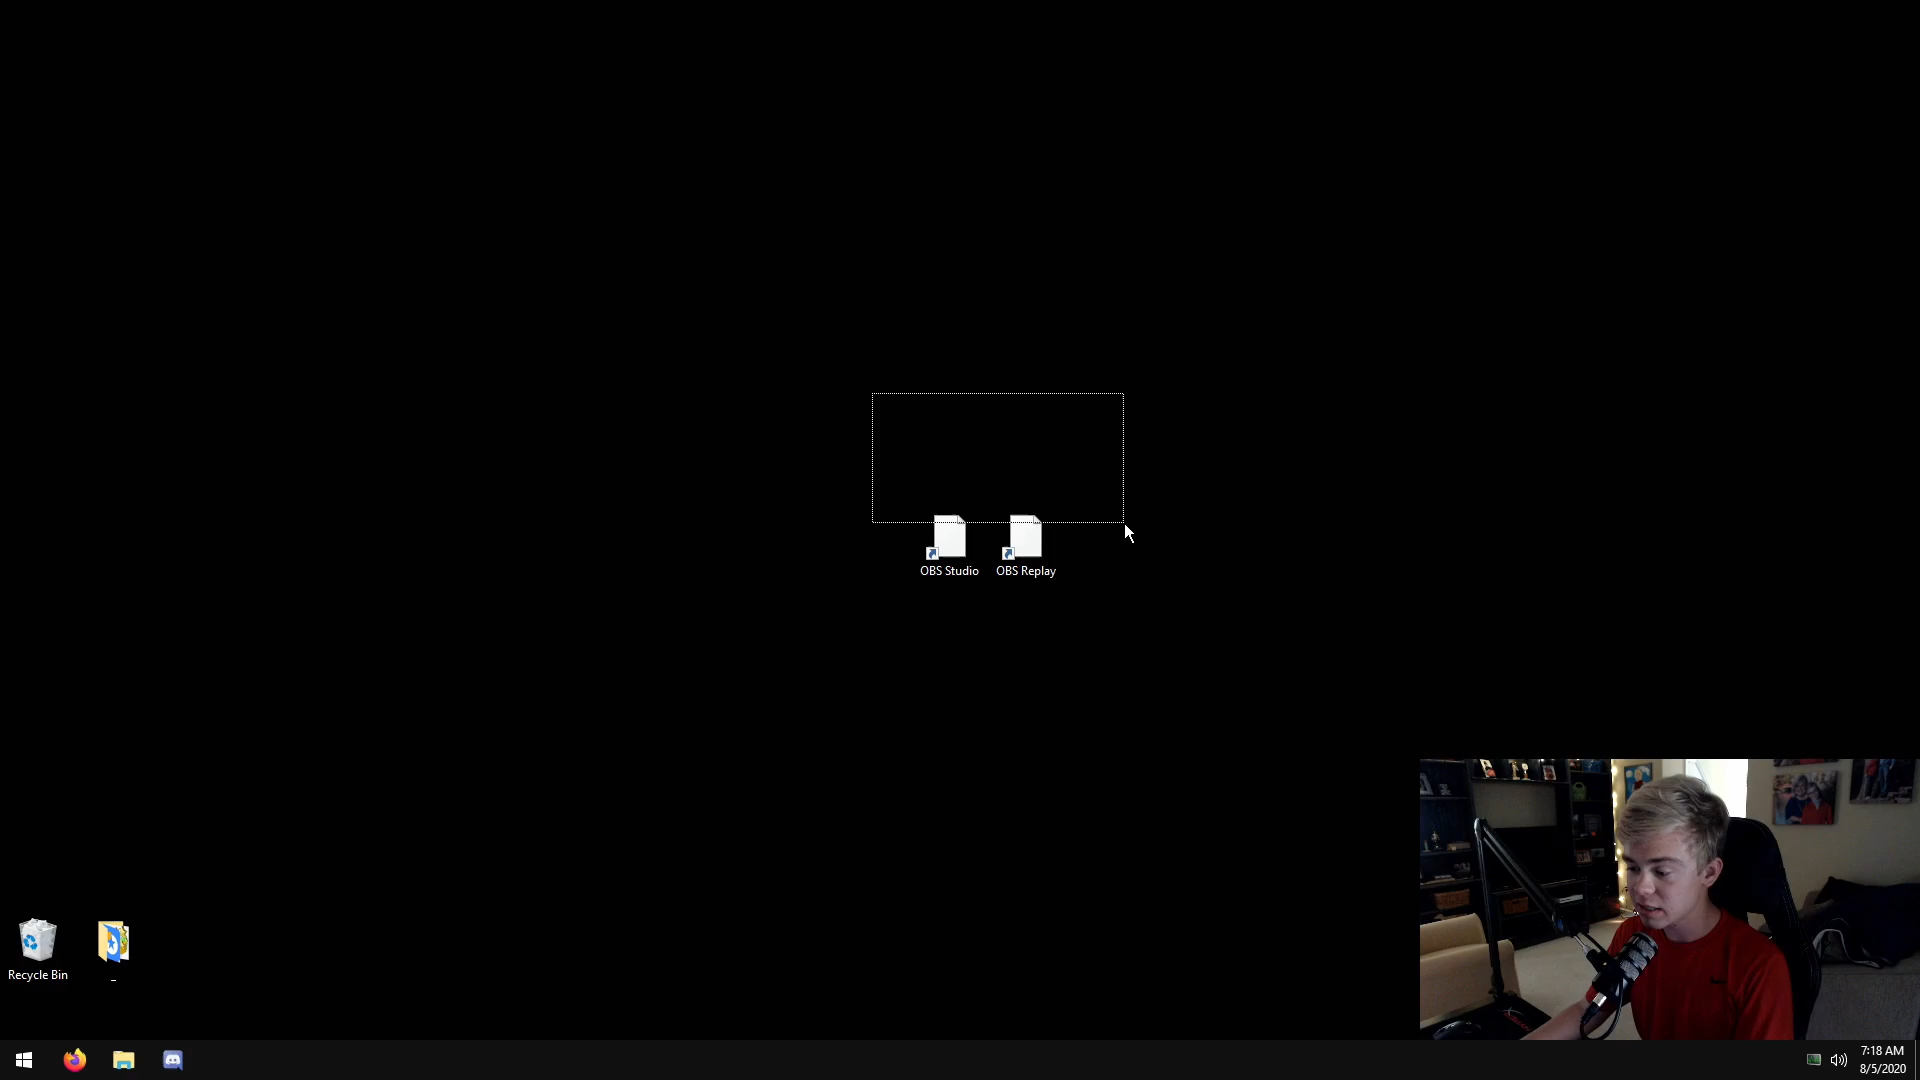 OBS Studio
OBS Replay
Recycle Bin
_
7:18 AM
8/5/2020